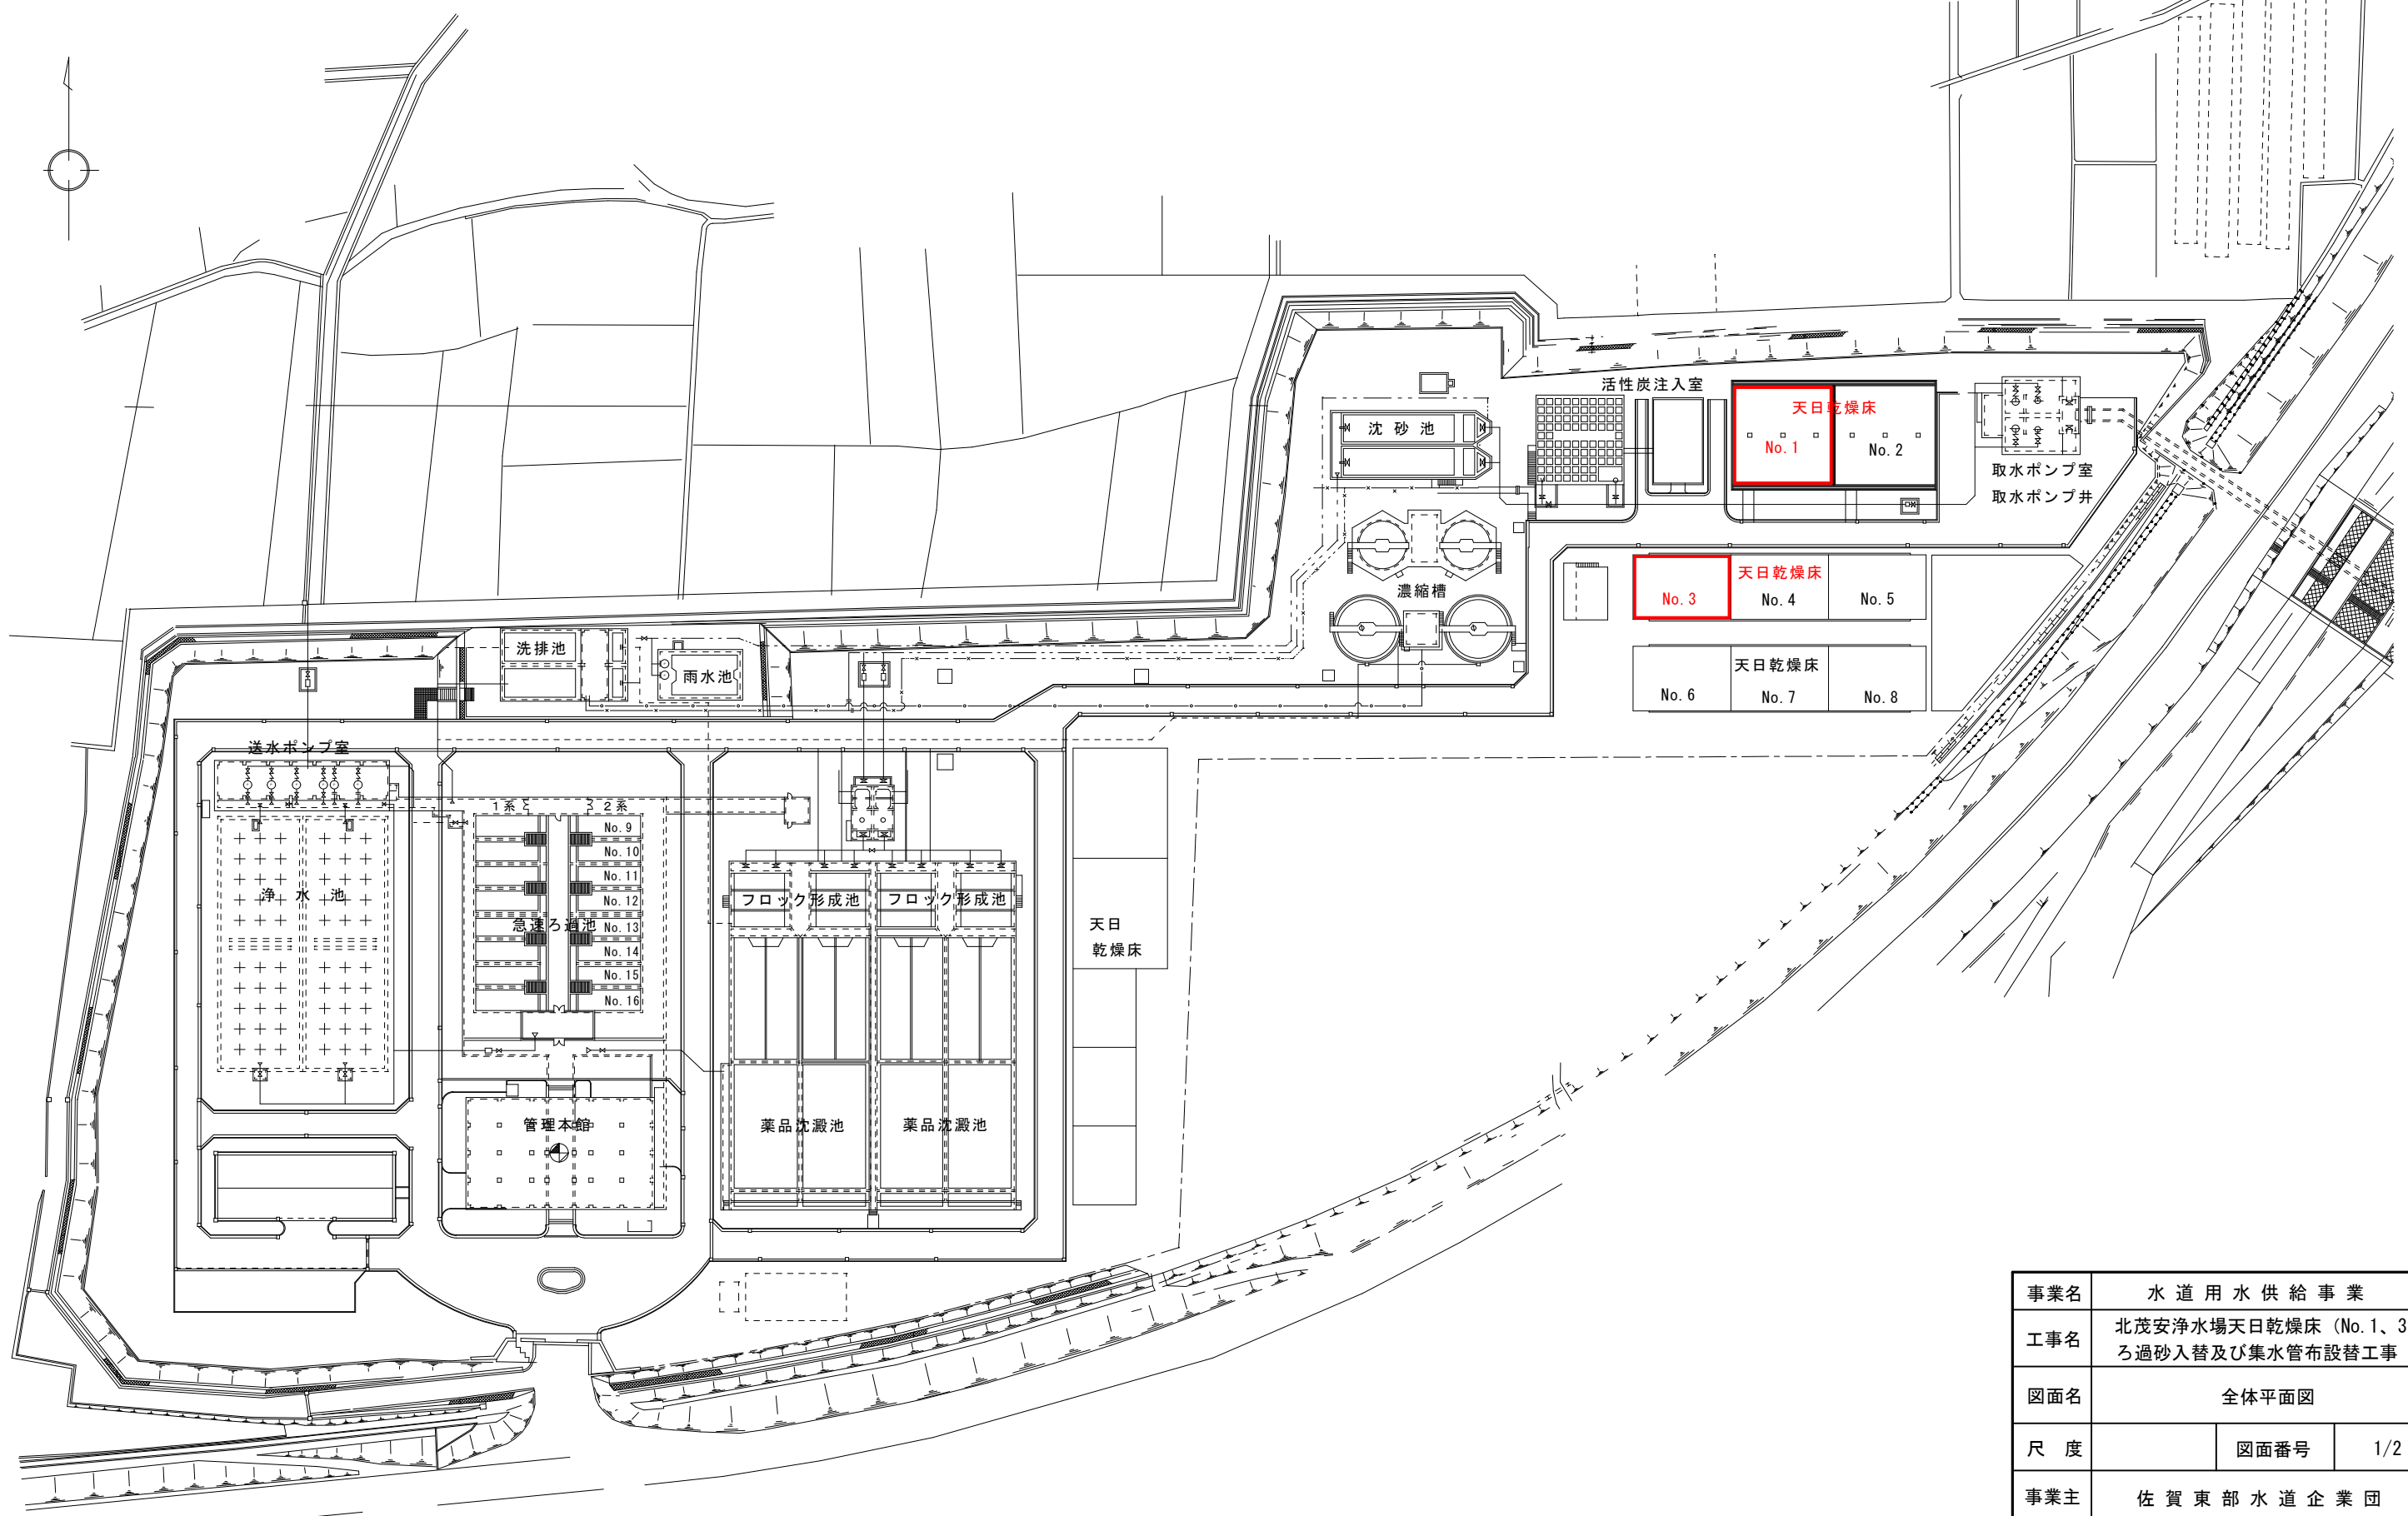 活性炭注入室
天日乾燥床
No.1
No.2
沈砂池
取水ポンプ室
取水ポンプ井
濃縮槽
天日乾燥床
No.3
No.4
No.5
天日乾燥床
No.6
No.7
No.8
洗排池
雨水池
送水ポンプ室
1系
2系
No.9
No.10
No.11
No.12
No.13
No.14
No.15
No.16
浄水池
急速ろ過池
フロック形成池
フロック形成池
天日
乾燥床
管理本館
薬品沈澱池
薬品沈澱池
事業名 水道用水供給事業
工事名 北茂安浄水場天日乾燥床（No.1、3
ろ過砂入替及び集水管布設替工事
図面名 全体平面図
尺度 図面番号 1/2
事業主 佐賀東部水道企業団